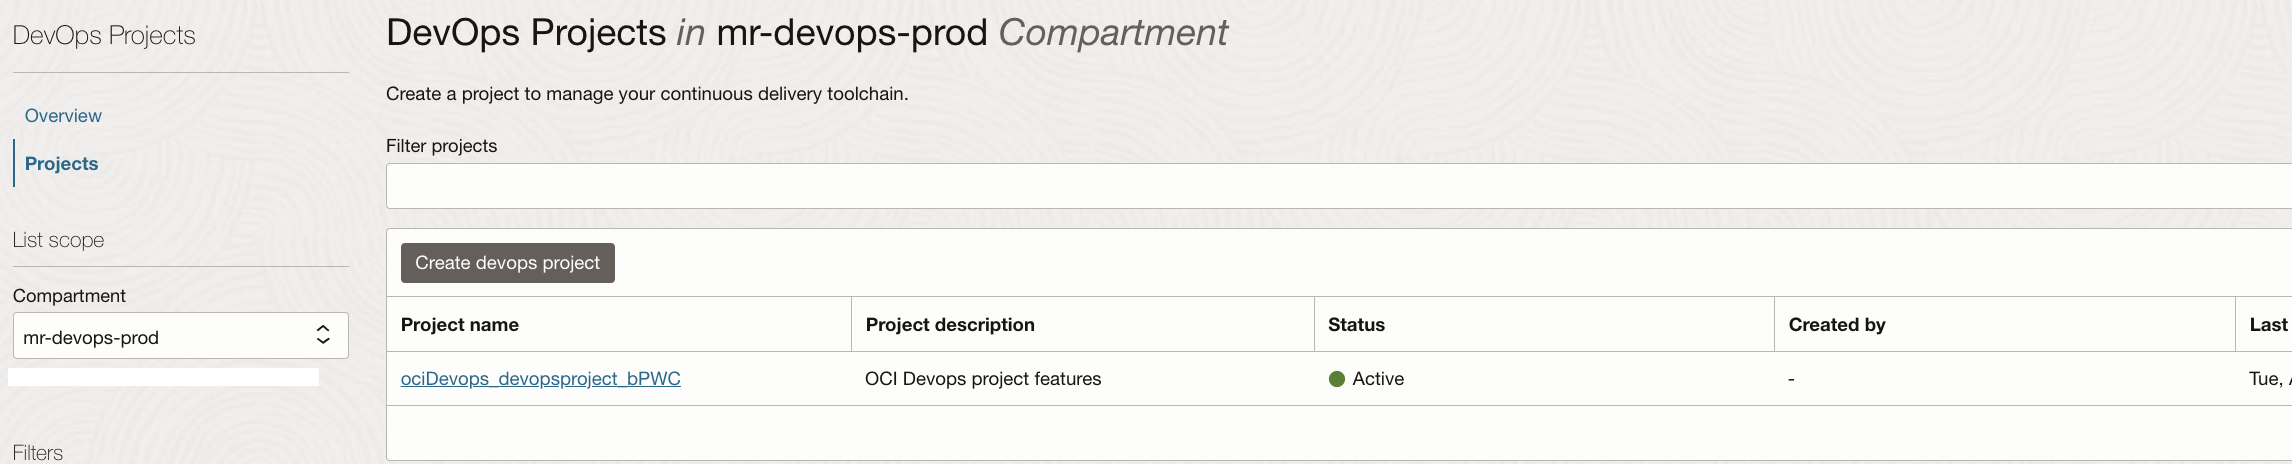 DevOps Projects
Overview
Projects
List scope
Compartment
mr-devops-prod
Filters
DevOps Projects in mr-devops-prod Compartment
Create a project to manage your continuous delivery toolchain.
Filter projects
Create devops project
Project name Project description Status Created by Last
ociDevops_devopsproject_bPWC OCI Devops project features Active - Tue,